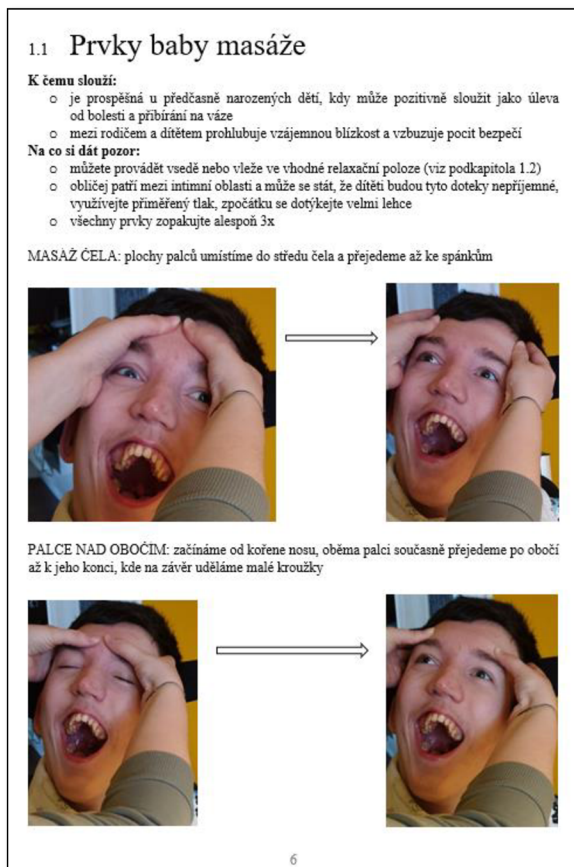 1.1 Prvky baby masáže
K čemu slouží:
o je prospěšná u předčasně narozených dětí, kdy může pozitivně sloužit jako úleva
od bolesti a přibírání na váze
o mezi rodičem a dítětem prohlubuje vzájemnou blízkost a vzbuzuje pocit bezpečí
Na co si dát pozor:
o můžete provádět vsedě nebo vleže ve vhodné relaxační poloze (viz podkapitola 1.2)
o obličej patří mezi intimní oblasti a může se stát, že dítěti budou tyto doteky nepříjemné,
využívejte přiměřený tlak, zpočátku se dotýkejte velmi lehce
o všechny prvky zopakujte alespoň 3x
MASÁŽ ČELA: plochy palců umístíme do středu čela a přejedeme až ke spánkům
PALCE NAD OBOČÍM: začínáme od kořene nosu, oběma palci současně přejedeme po obočí
až k jeho konci, kde na závěr uděláme malé kroužky
6